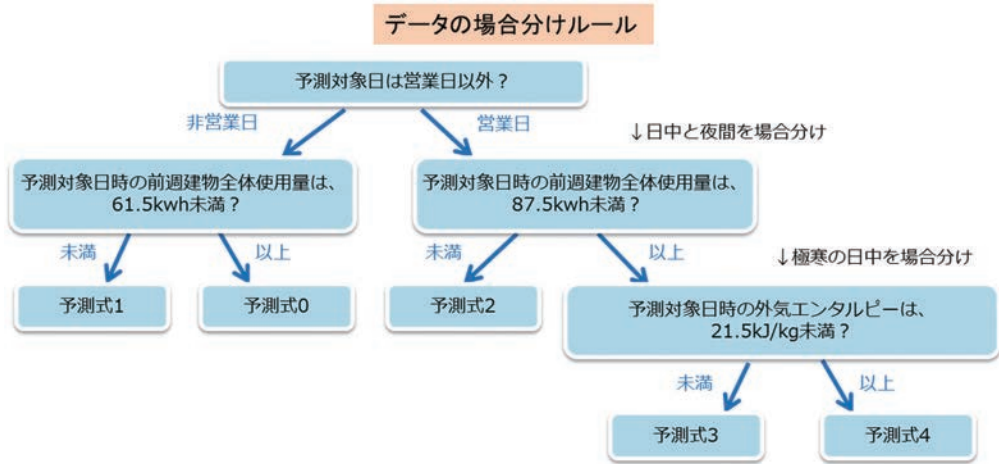 データの場合分けルール
予測対象日は営業日以外？
非営業日
営業日
↓日中と夜間を場合分け
予測対象日時の前週建物全体使用量は、
61.5kwh未満？
予測対象日時の前週建物全体使用量は、
87.5kwh未満？
未満
以上
未満
以上
↓極寒の日中を場合分け
予測式1
予測式0
予測式2
予測対象日時の外気エンタルピーは、
21.5kJ/kg未満？
未満
以上
予測式3
予測式4